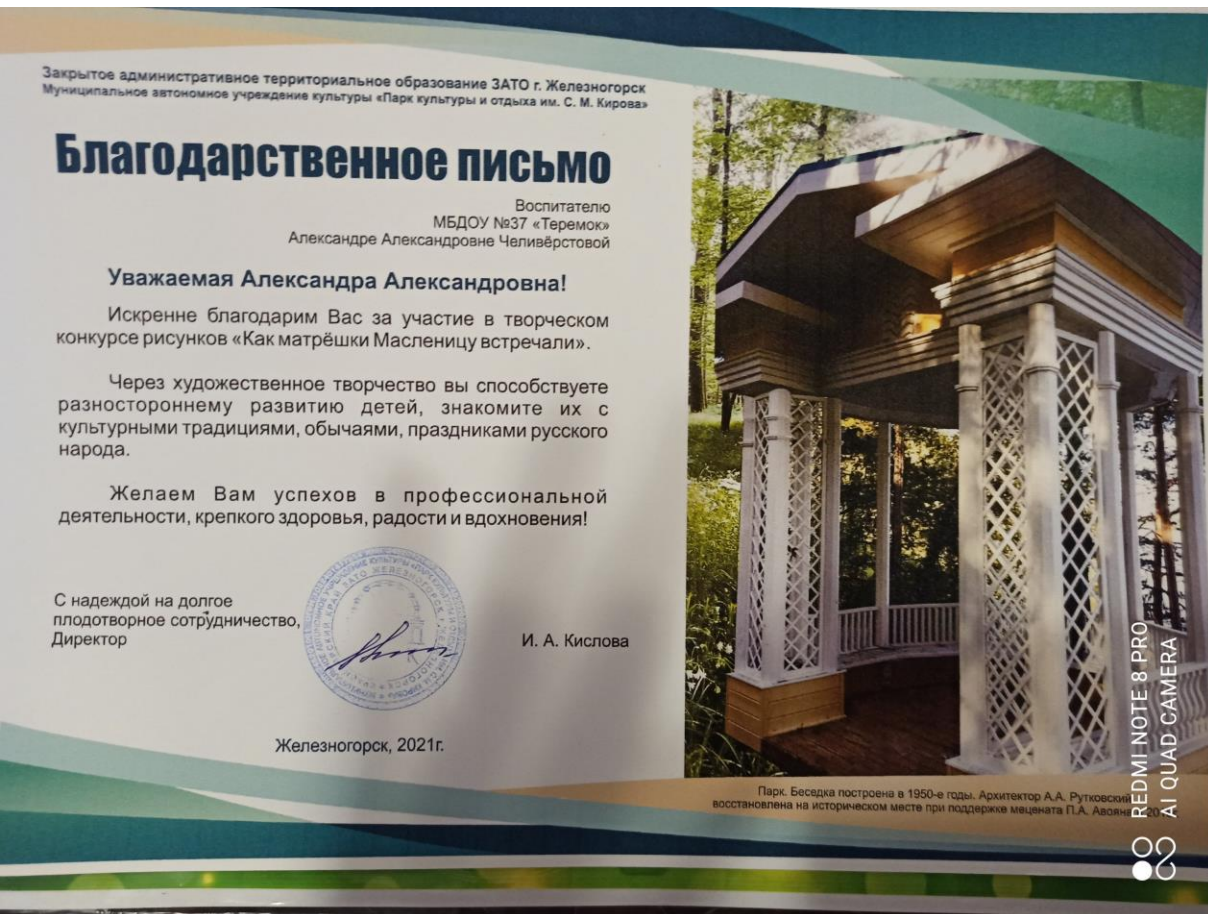 Закрытое административное территориальное образование ЗАТО г. Железногорск
Муниципальное автономное учреждение культуры «Парк культуры и отдыха им. С. М. Кирова»
Благодарственное письмо
Воспитателю
МБДОУ №37 «Теремок»
Александре Александровне Челивёрстовой
Уважаемая Александра Александровна!
Искренне благодарим Вас за участие в творческом
конкурсе рисунков «Как матрёшки Масленицу встречали».
Через художественное творчество вы способствуете
разностороннему развитию детей, знакомите их с
культурными традициями, обычаями, праздниками русского
народа.
Желаем Вам успехов в профессиональной
деятельности, крепкого здоровья, радости и вдохновения!
С надеждой на долгое
плодотворное сотрудничество,
Директор
И. А. Кислова
Железногорск, 2021г.
Парк. Беседка построена в 1950-е годы. Архитектор А.А. Рутковский
восстановлена на историческом месте при поддержке мецената П.А.
REDMI NOTE 8 PRO
AI QUAD CAMERA